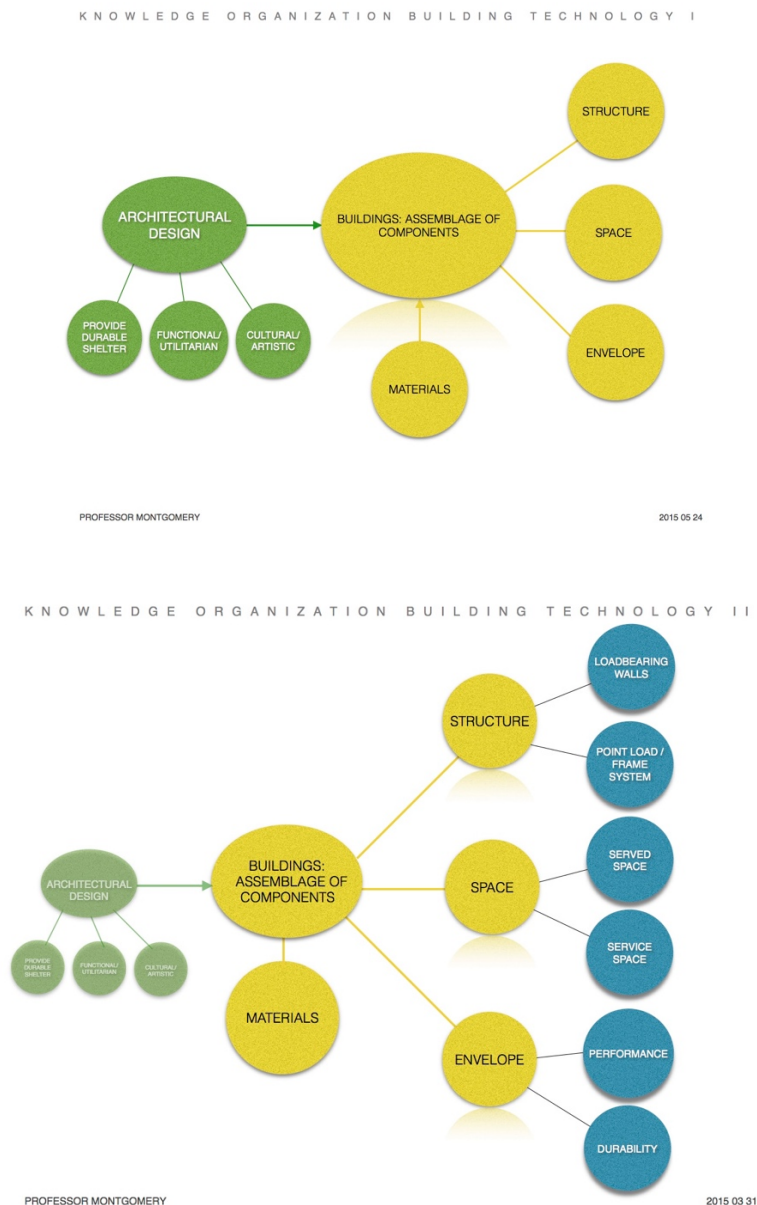 KNOWLEDGE ORGANIZATION BUILDING TECHNOLOGY I
STRUCTURE
ARCHITECTURAL
DESIGN
BUILDINGS: ASSEMBLAGE OF
COMPONENTS
SPACE
PROVIDE
DURABLE
SHELTER
FUNCTIONAL/
UTILITARIAN
CULTURAL/
ARTISTIC
ENVELOPE
MATERIALS
PROFESSOR MONTGOMERY
2015 05 24
KNOWLEDGE ORGANIZATION BUILDING TECHNOLOGY II
LOADBEARING
WALLS
STRUCTURE
POINT LOAD /
FRAME
SYSTEM
BUILDINGS:
ASSEMBLAGE OF
COMPONENTS
ARCHITECTURAL
DESIGN
SERVED
SPACE
SPACE
SERVICE
SPACE
PROVIDE
DURABLE
SHELTER
FUNCTIONAL/
UTILITARIAN
CULTURAL/
ARTISTIC
MATERIALS
ENVELOPE
PERFORMANCE
DURABILITY
PROFESSOR MONTGOMERY
2015 03 31